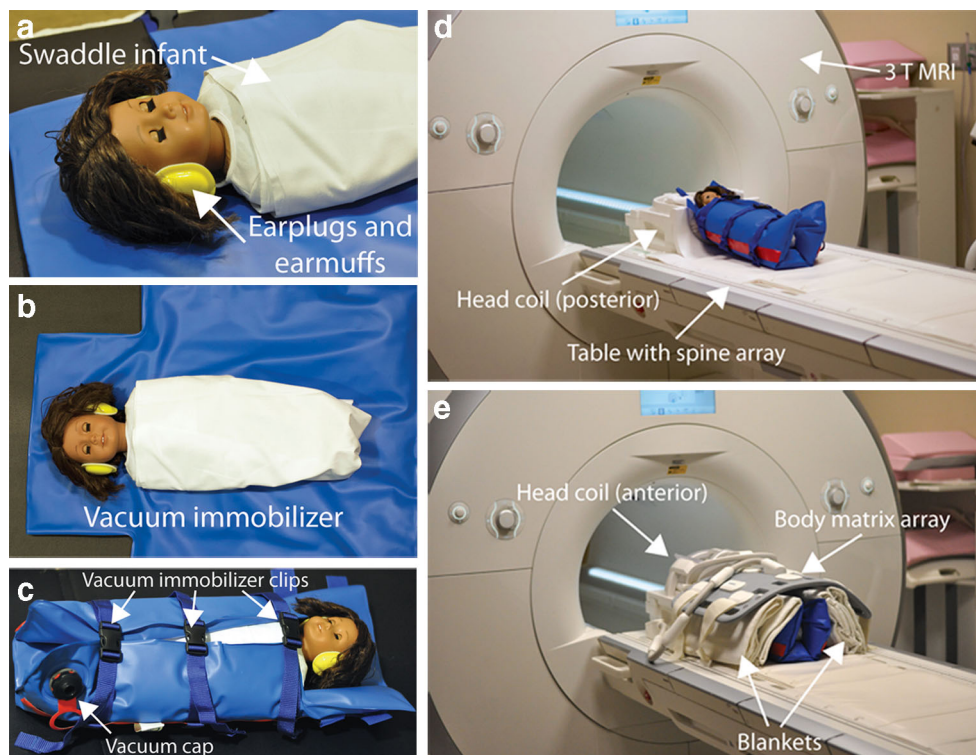 a
Swaddle infant
Earplugs and
earmuffs
b
Vacuum immobilizer
c
Vacuum immobilizer clips
Vacuum cap
d
3 T MRI
Head coil (posterior)
Table with spine array
e
Head coil (anterior)
Body matrix array
Blankets